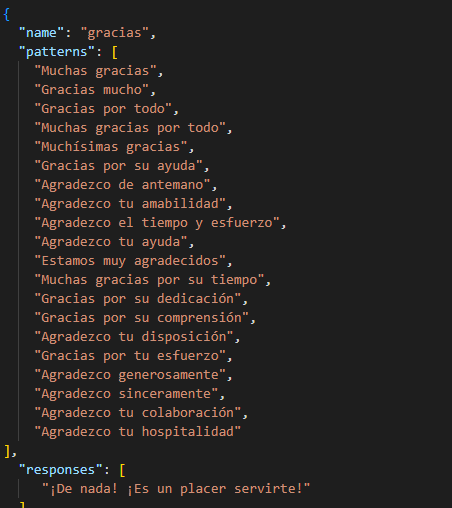 {
"name": "gracias",
"patterns": [
"Muchas gracias",
"Gracias mucho",
"Gracias por todo",
"Muchas gracias por todo",
"Muchísimas gracias",
"Gracias por su ayuda",
"Agradezco de antemano",
"Agradezco tu amabilidad",
"Agradezco el tiempo y esfuerzo",
"Agradezco tu ayuda",
"Estamos muy agradecidos",
"Muchas gracias por su tiempo",
"Gracias por su dedicación",
"Gracias por su comprensión",
"Agradezco tu disposición",
"Gracias por tu esfuerzo",
"Agradezco generosamente",
"Agradezco sinceramente",
"Agradezco tu colaboración",
"Agradezco tu hospitalidad"
],
"responses": [
"¡De nada! ¡Es un placer servirte!"
]